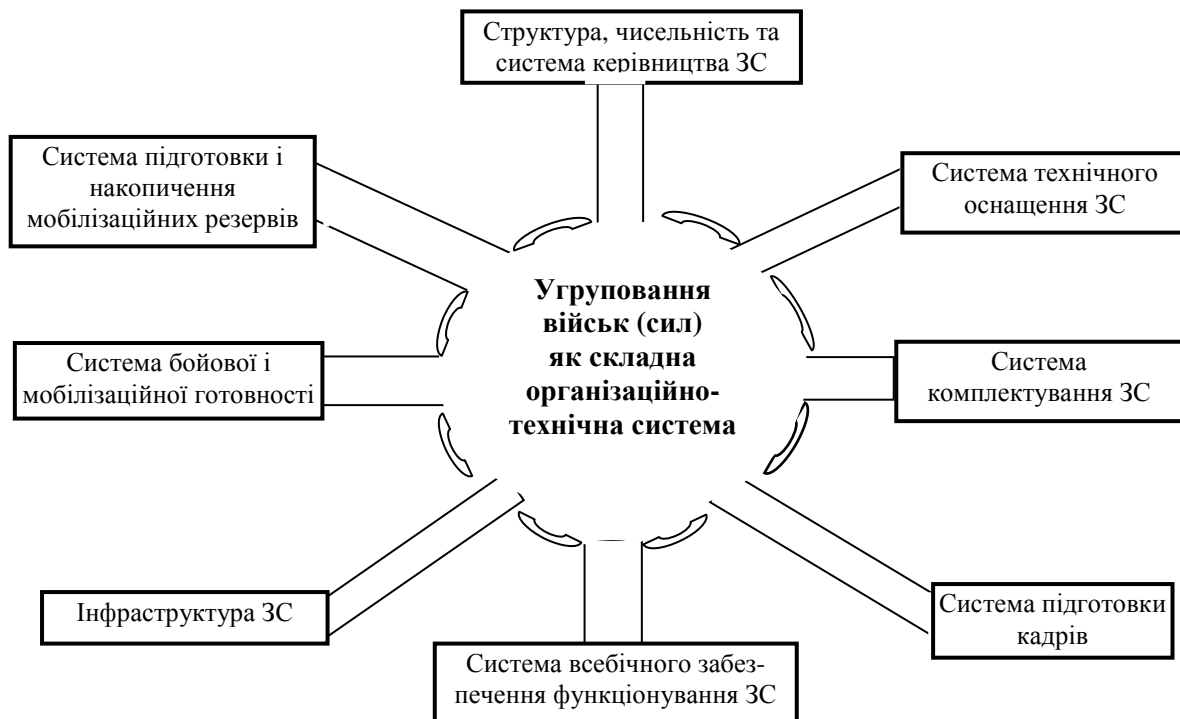 Структура, чисельність та
система керівництва ЗС
Система підготовки і
накопичення
мобілізаційних резервів
Система технічного
оснащення ЗС
Угруповання
військ (сил)
як складна
організаційно-
технічна система
Система бойової і
мобілізаційної готовності
Система
комплектування ЗС
Інфраструктура ЗС
Система підготовки
кадрів
Система всебічного забез-
печення функціонування ЗС